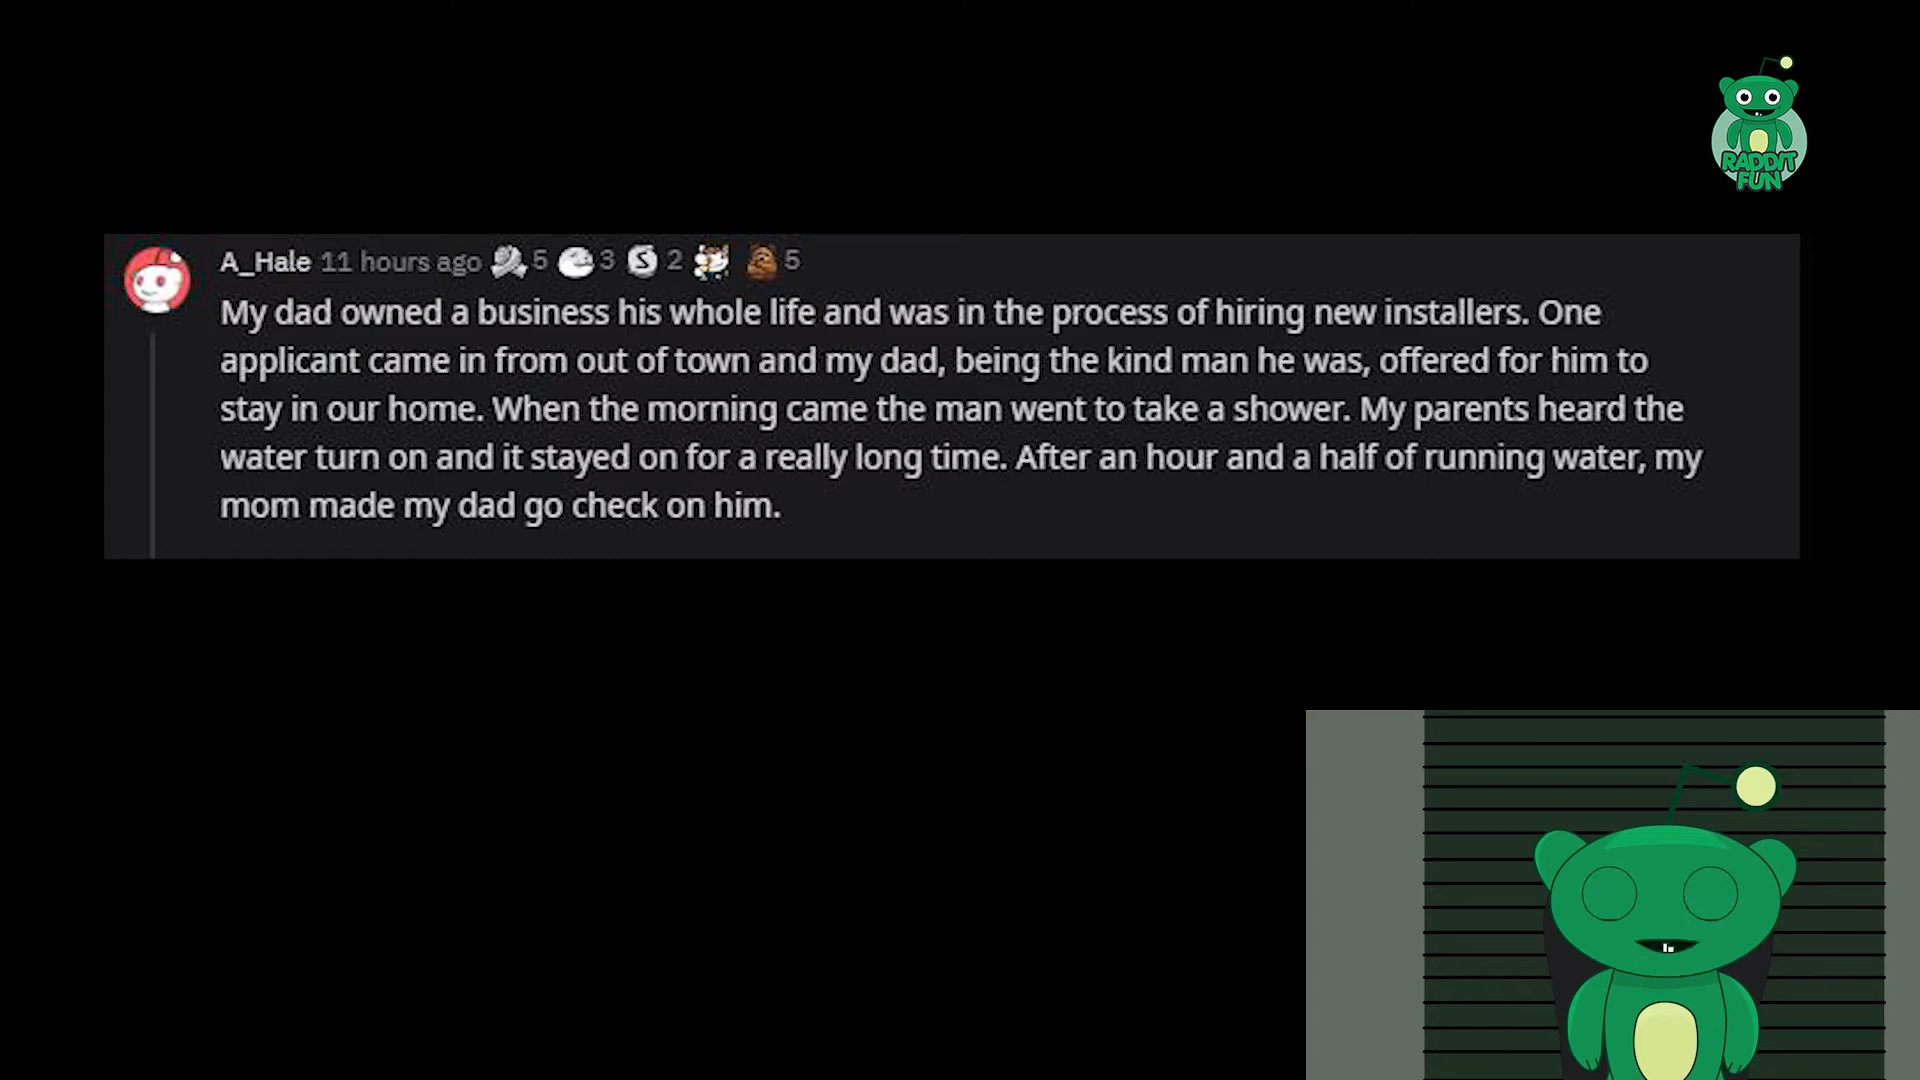 RADDIT
FUN
A_Hale 11 hours ago 5 3 S 2 5
My dad owned a business his whole life and was in the process of hiring new installers. One
applicant came in from out of town and my dad, being the kind man he was, offered for him to
stay in our home. When the morning came the man went to take a shower. My parents heard the
water turn on and it stayed on for a really long time. After an hour and a half of running water, my
mom made my dad go check on him.